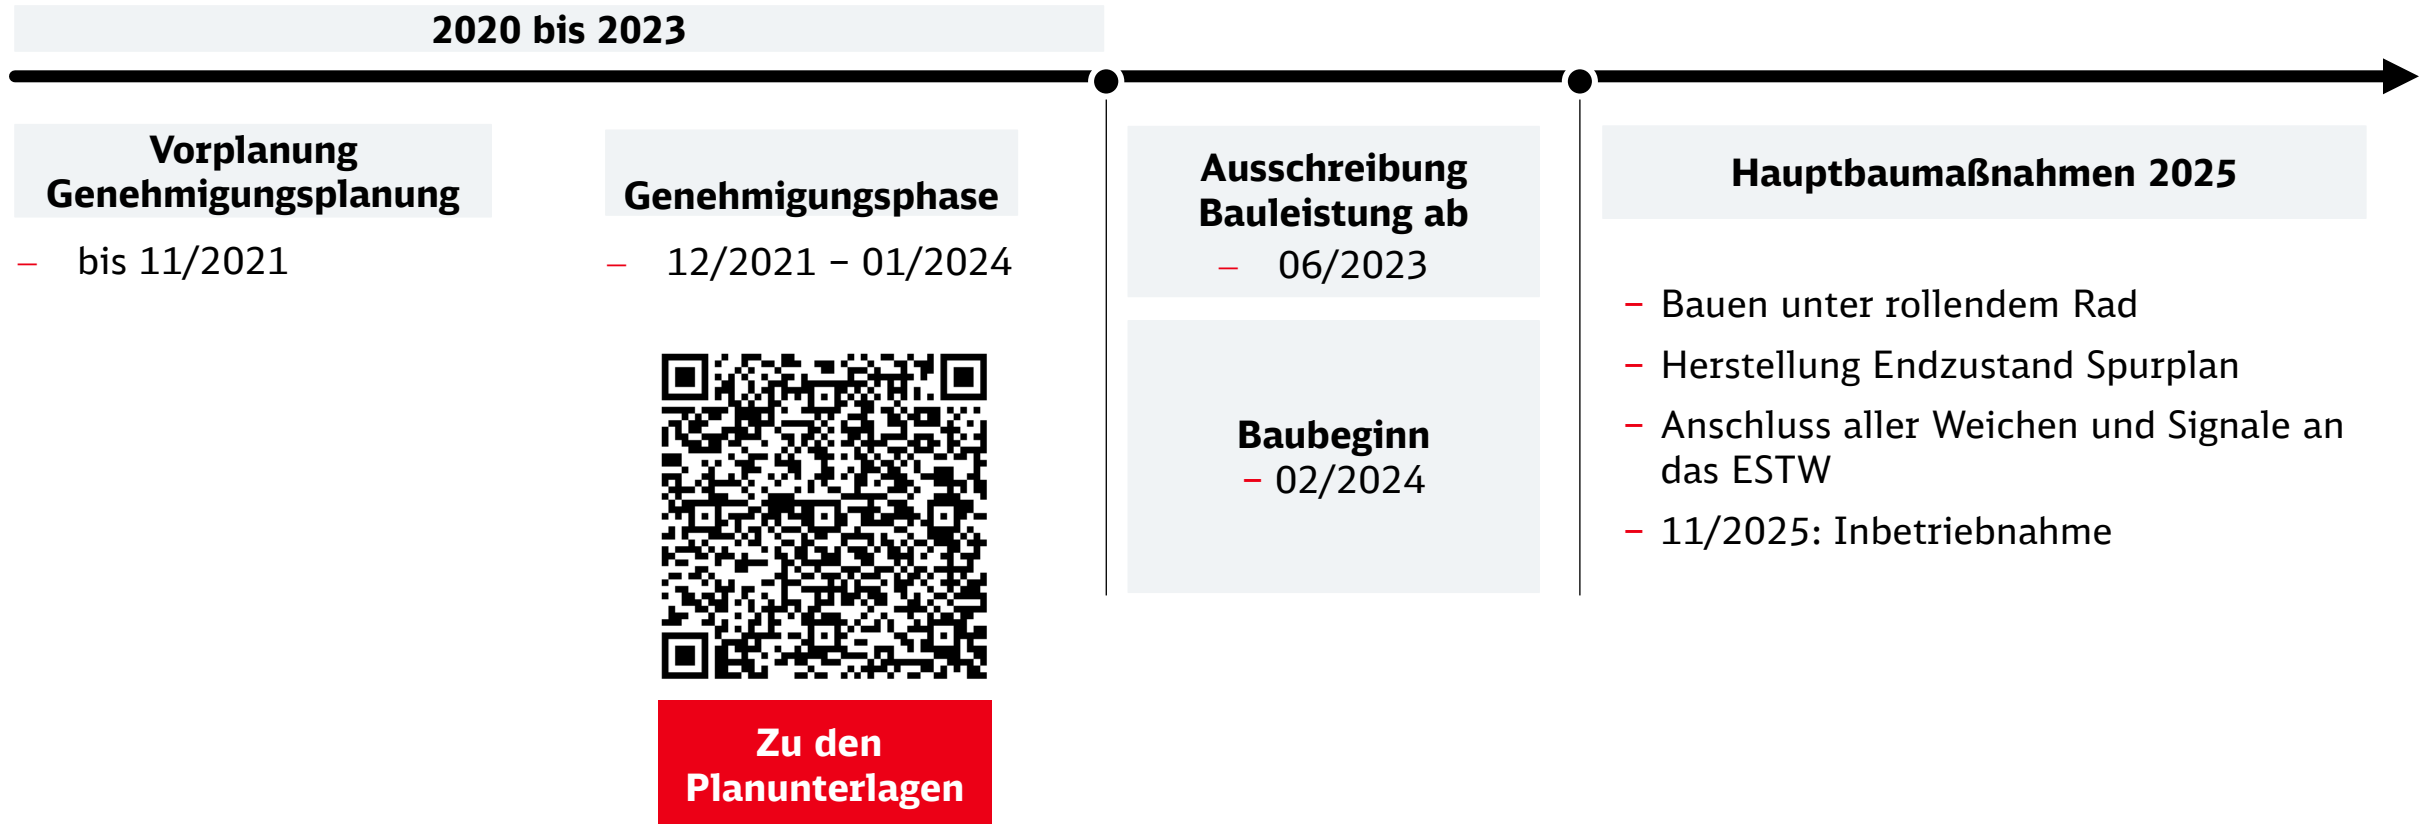 2020 bis 2023
Vorplanung
Genehmigungsplanung
– bis 11/2021
Genehmigungsphase
– 12/2021 – 01/2024
Zu den
Planunterlagen
Ausschreibung
Bauleistung ab
– 06/2023
Baubeginn
– 02/2024
Hauptbaumaßnahmen 2025
– Bauen unter rollendem Rad
– Herstellung Endzustand Spurplan
– Anschluss aller Weichen und Signale an
das ESTW
– 11/2025: Inbetriebnahme